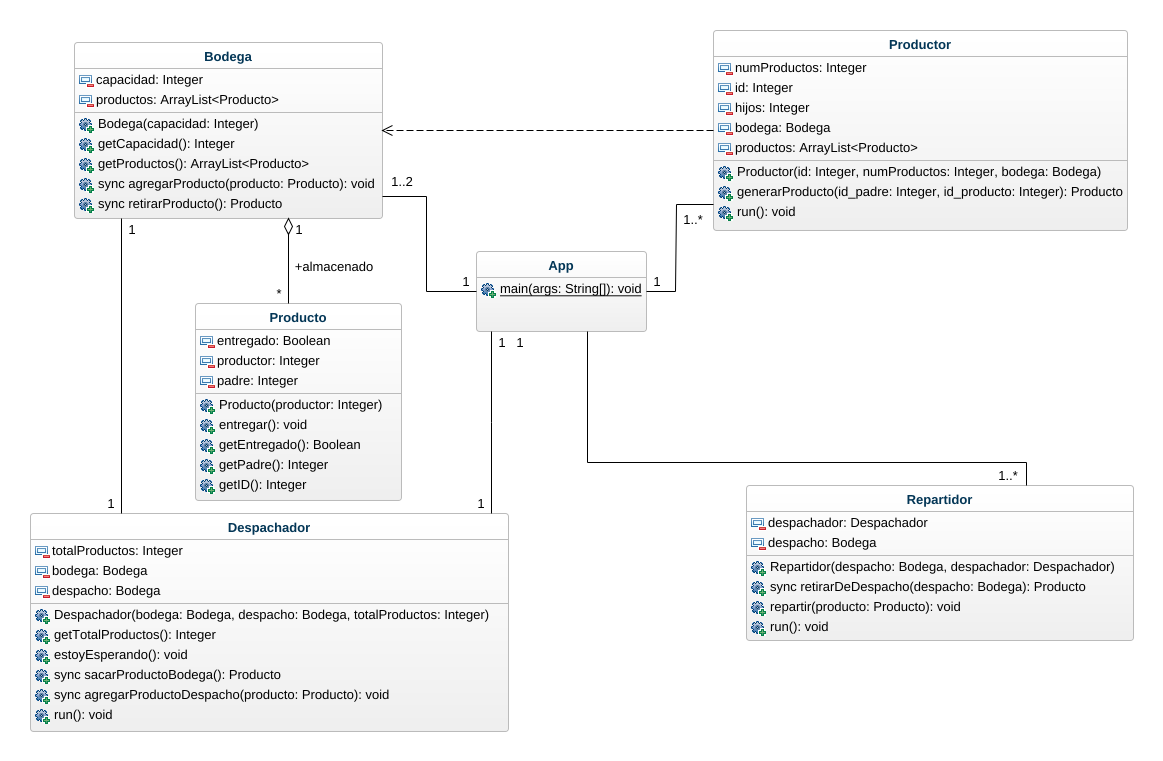 Bodega
capacidad: Integer
productos: ArrayList<Producto>
Bodega(capacidad: Integer)
getCapacidad(): Integer
getProductos(): ArrayList<Producto>
sync agregarProducto(producto: Producto): void
sync retirarProducto(): Producto
Productor
numProductos: Integer
id: Integer
hijos: Integer
bodega: Bodega
productos: ArrayList<Producto>
Productor(id: Integer, numProductos: Integer, bodega: Bodega)
generarProducto(id_padre: Integer, id_producto: Integer): Producto
run(): void
1..2
1..*
1
1
+almacenado
*
App
main(args: String[]): void
1
1
1
1
Producto
entregado: Boolean
productor: Integer
padre: Integer
Producto(productor: Integer)
entregar(): void
getEntregado(): Boolean
getPadre(): Integer
getID(): Integer
1
1
1..*
Despachador
totalProductos: Integer
bodega: Bodega
despacho: Bodega
Despachador(bodega: Bodega, despacho: Bodega, totalProductos: Integer)
getTotalProductos(): Integer
estoyEsperando(): void
sync sacarProductoBodega(): Producto
sync agregarProductoDespacho(producto: Producto): void
run(): void
Repartidor
despachador: Despachador
despacho: Bodega
Repartidor(despacho: Bodega, despachador: Despachador)
sync retirarDeDespacho(despacho: Bodega): Producto
repartir(producto: Producto): void
run(): void